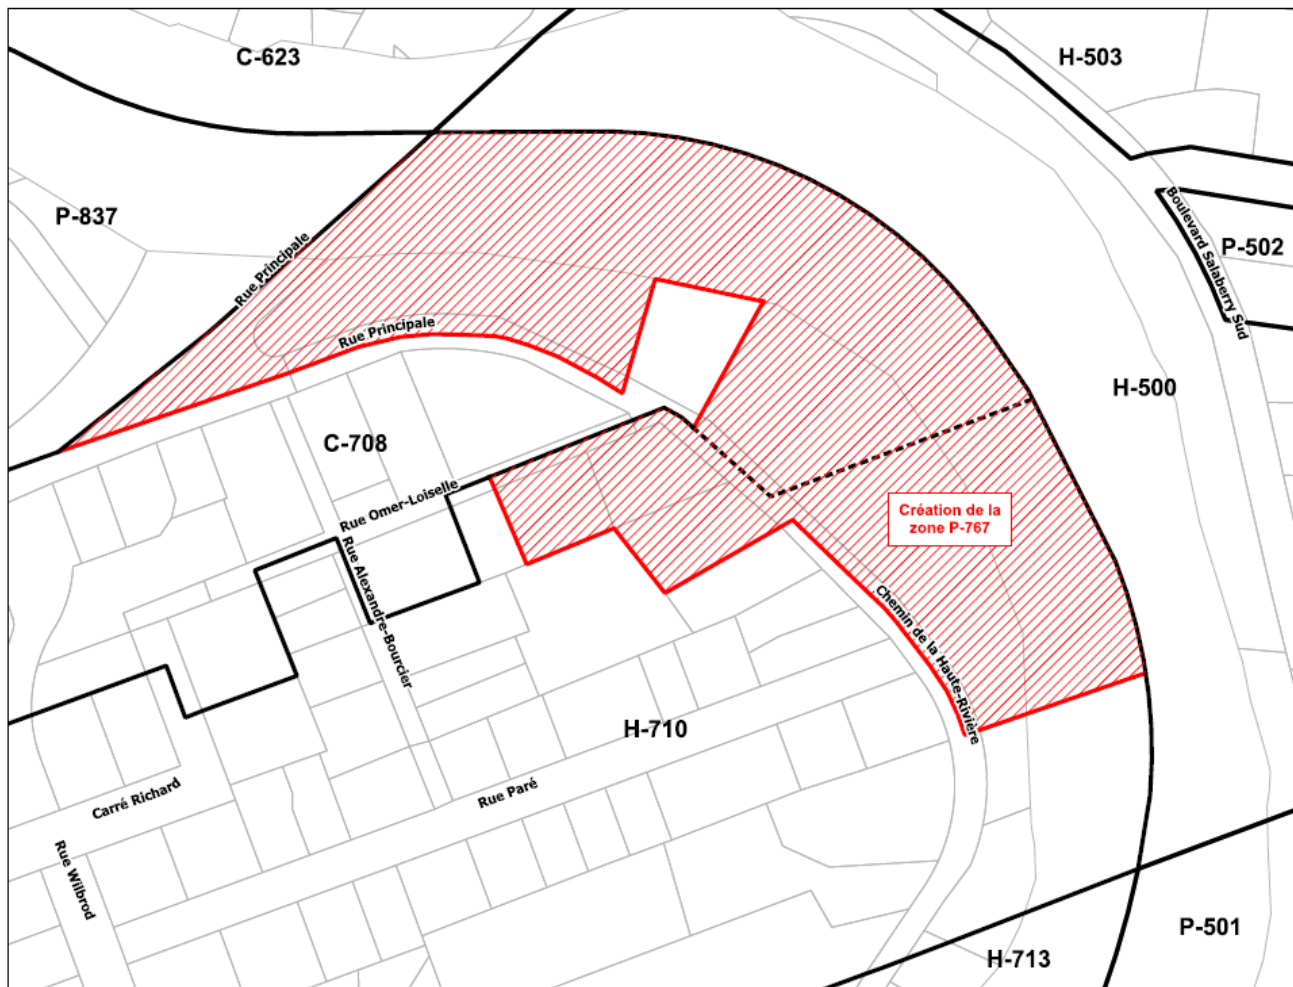 C-623
H-503
P-837
Rue Principale
Boulevard Salaberry Sud
P-502
Rue Principale
H-500
C-708
Rue Omer-Loiselle
Création de la
zone P-767
Rue Alexandre-Bourcier
Chemin de la Haute-Rivière
H-710
Carré Richard
Rue Paré
Rue Wilbrod
P-501
H-713